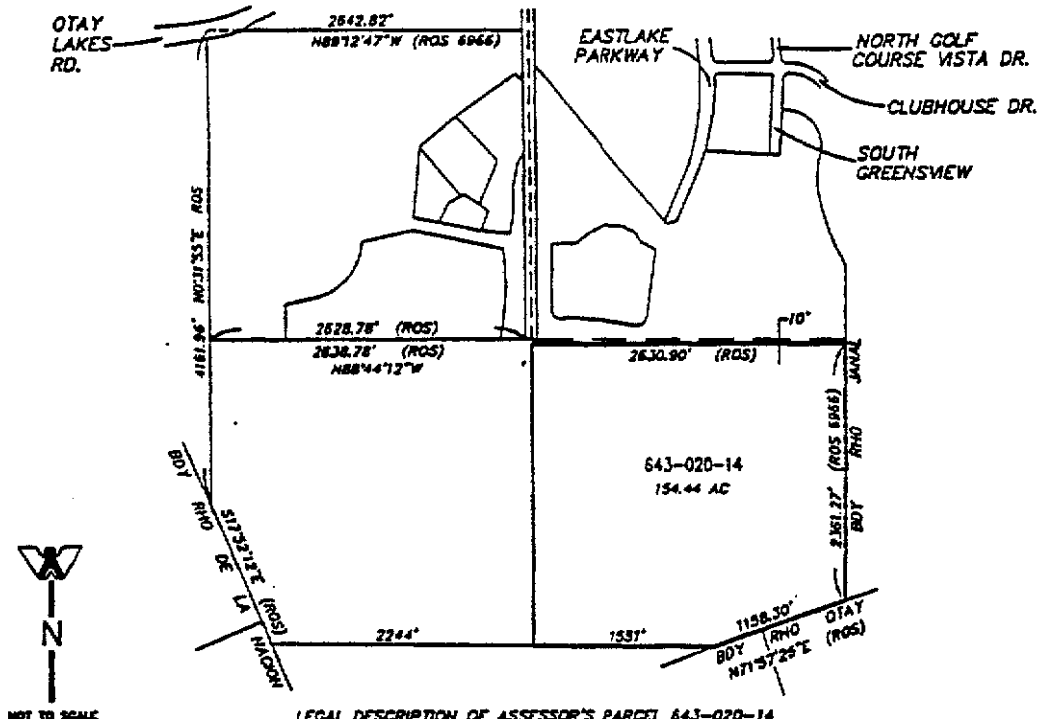 OTAY
LAKES
RD.
2642.82'
N89°12'47"W (ROS 6966)
EASTLAKE
PARKWAY
NORTH GOLF
COURSE VISTA DR.
CLUBHOUSE DR.
SOUTH
GREENSVIEW
4161.96' N0°31'55"E ROS
2628.78' (ROS)
2638.78' (ROS)
N88°44'12"W
10'
2630.90' (ROS)
643-020-14
154.44 AC
2361.27' (ROS 6966)
BDY RHO JANAL
BDY RHO DE LA NACION
S17°52'12"E (ROS)
2244'
1531'
1158.30'
BDY RHO OTAY
N71°57'25"E (ROS)
N
NOT TO SCALE
LEGAL DESCRIPTION OF ASSESSOR'S PARCEL 643-020-14